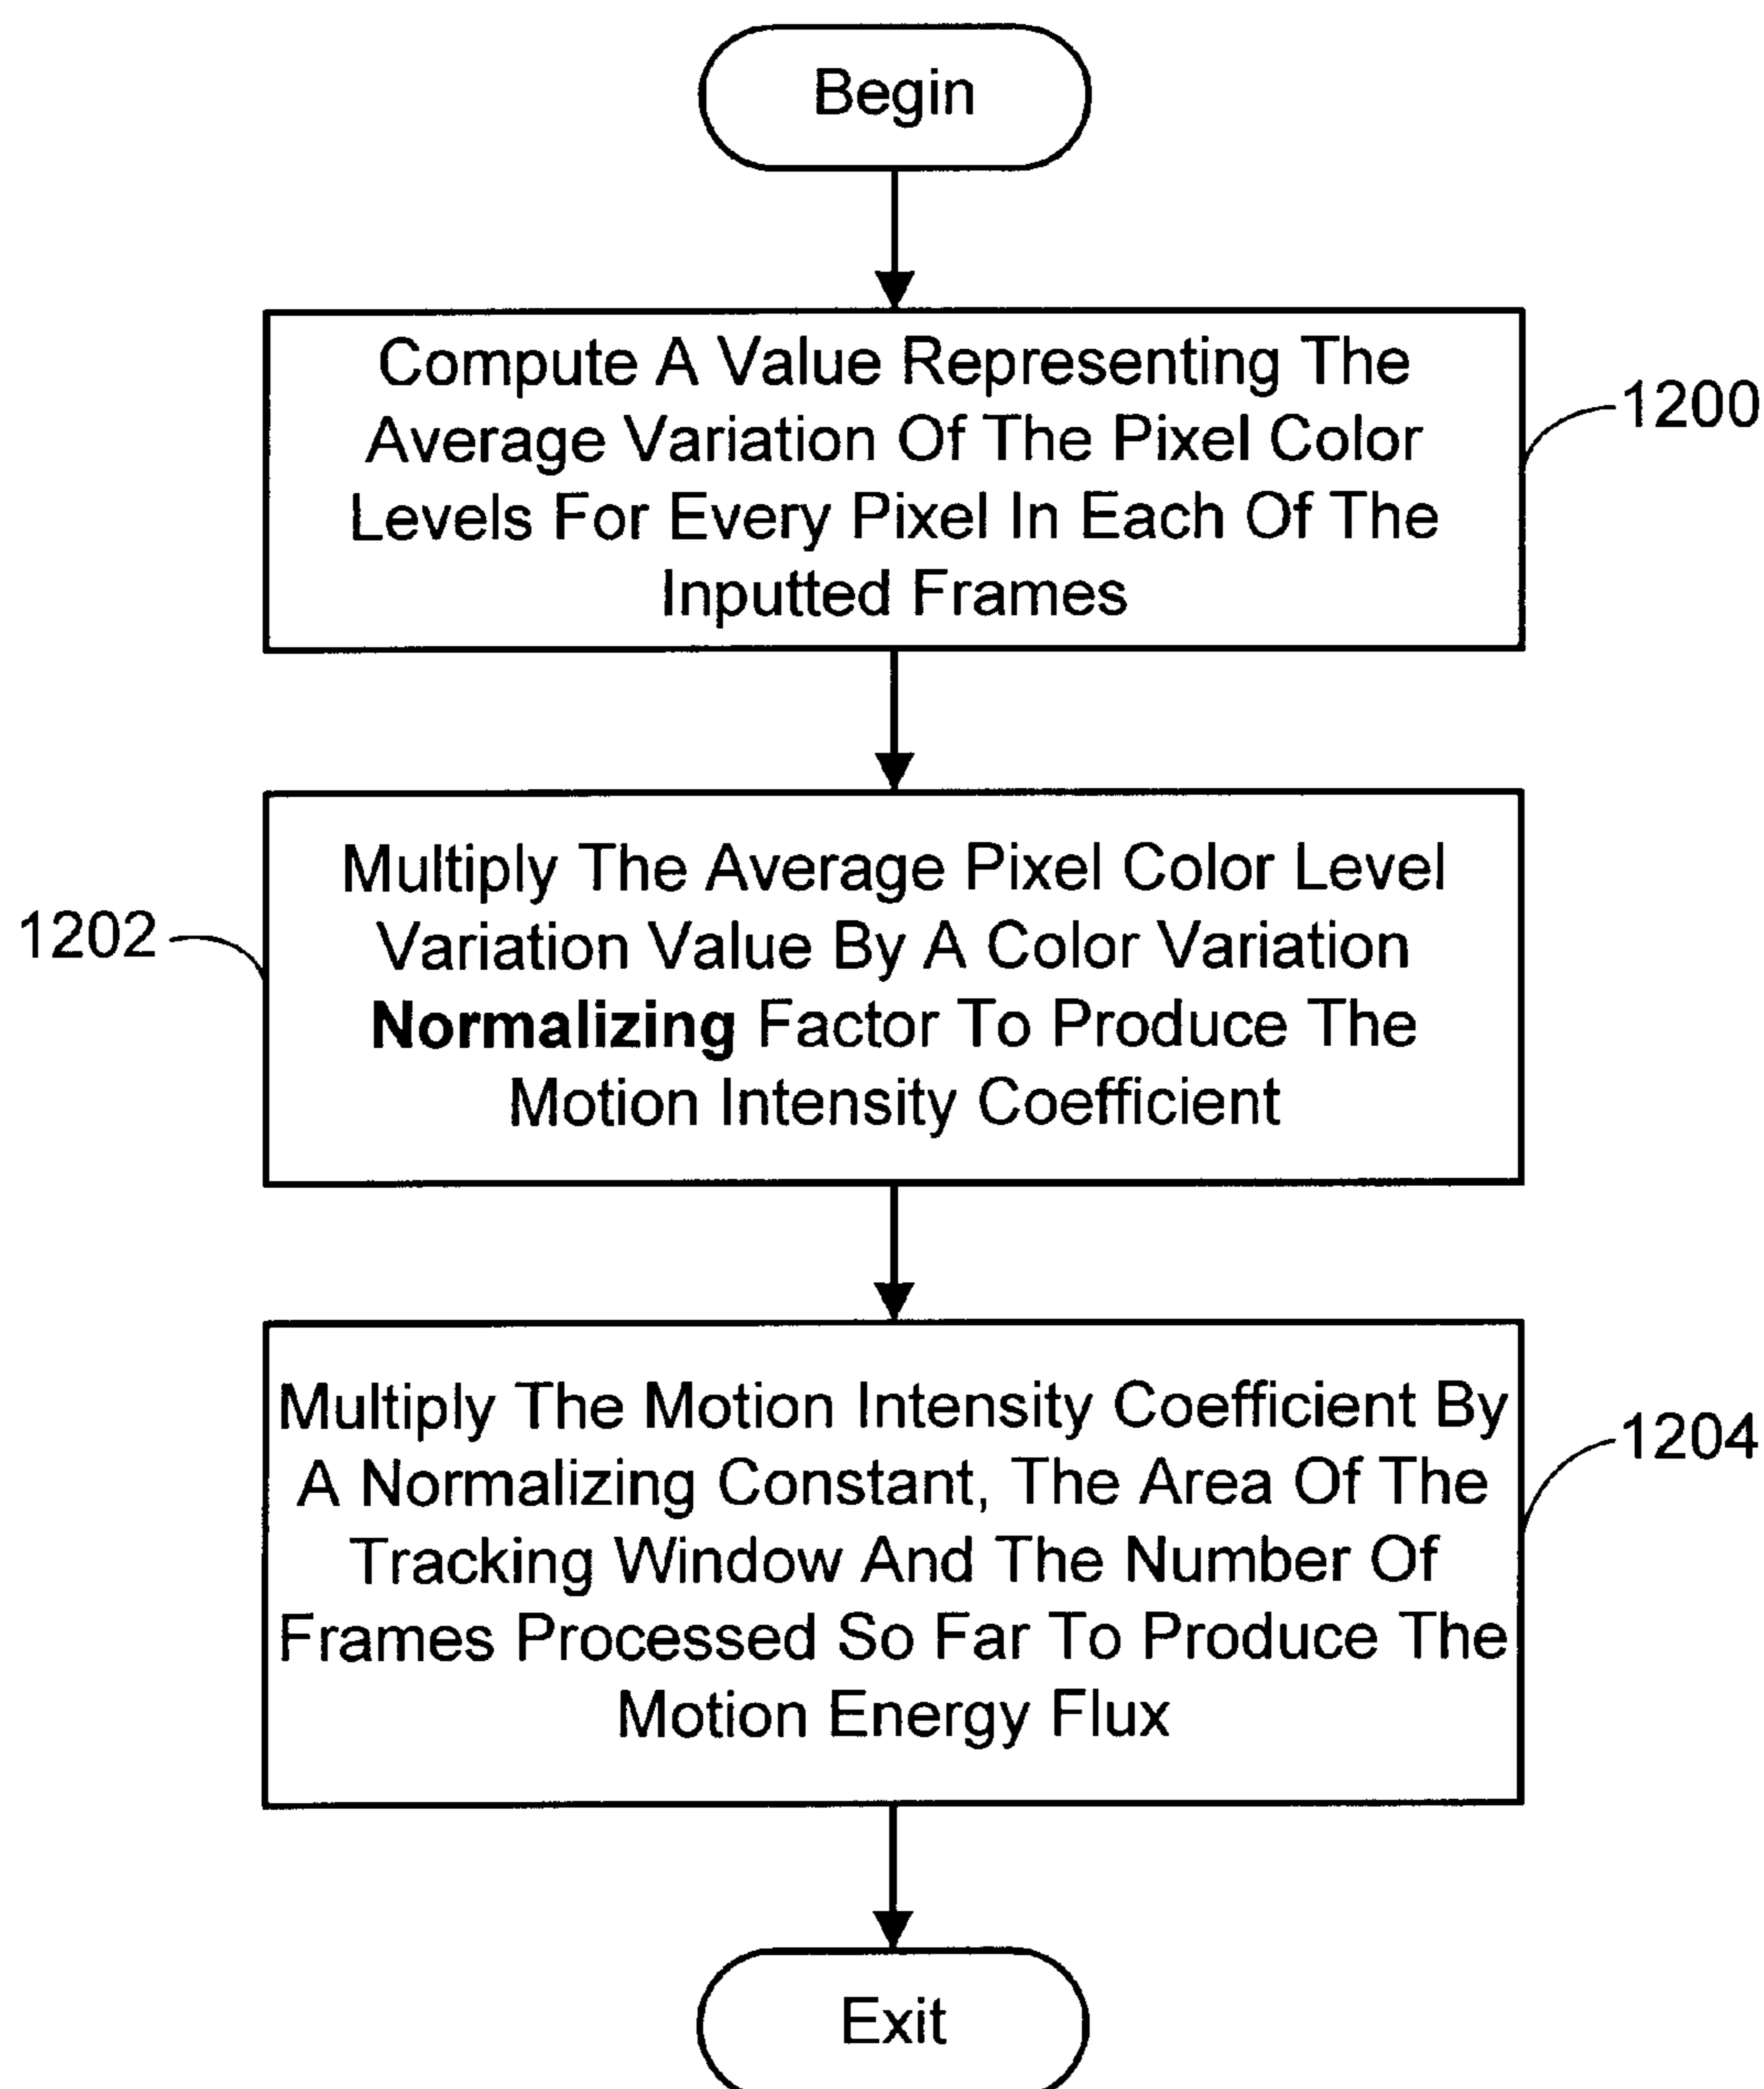 Begin
Compute A Value Representing The
Average Variation Of The Pixel Color
Levels For Every Pixel In Each Of The
Inputted Frames
1200
Multiply The Average Pixel Color Level
Variation Value By A Color Variation
Normalizing Factor To Produce The
Motion Intensity Coefficient
1202
Multiply The Motion Intensity Coefficient By
A Normalizing Constant, The Area Of The
Tracking Window And The Number Of
Frames Processed So Far To Produce The
Motion Energy Flux
1204
Exit